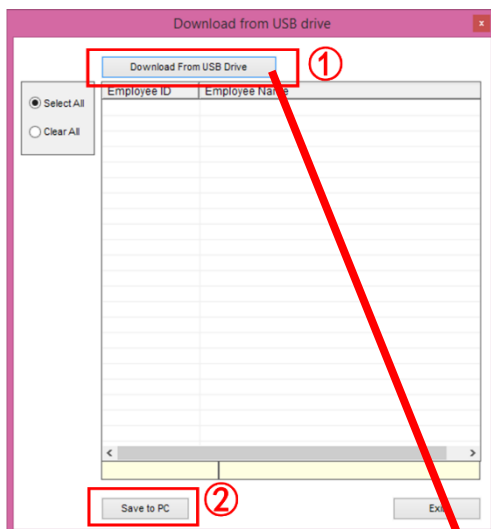 Download from USB drive
x
Download From USB Drive
①
Employee ID Employee Name
Select All
Clear All
Save to PC
②